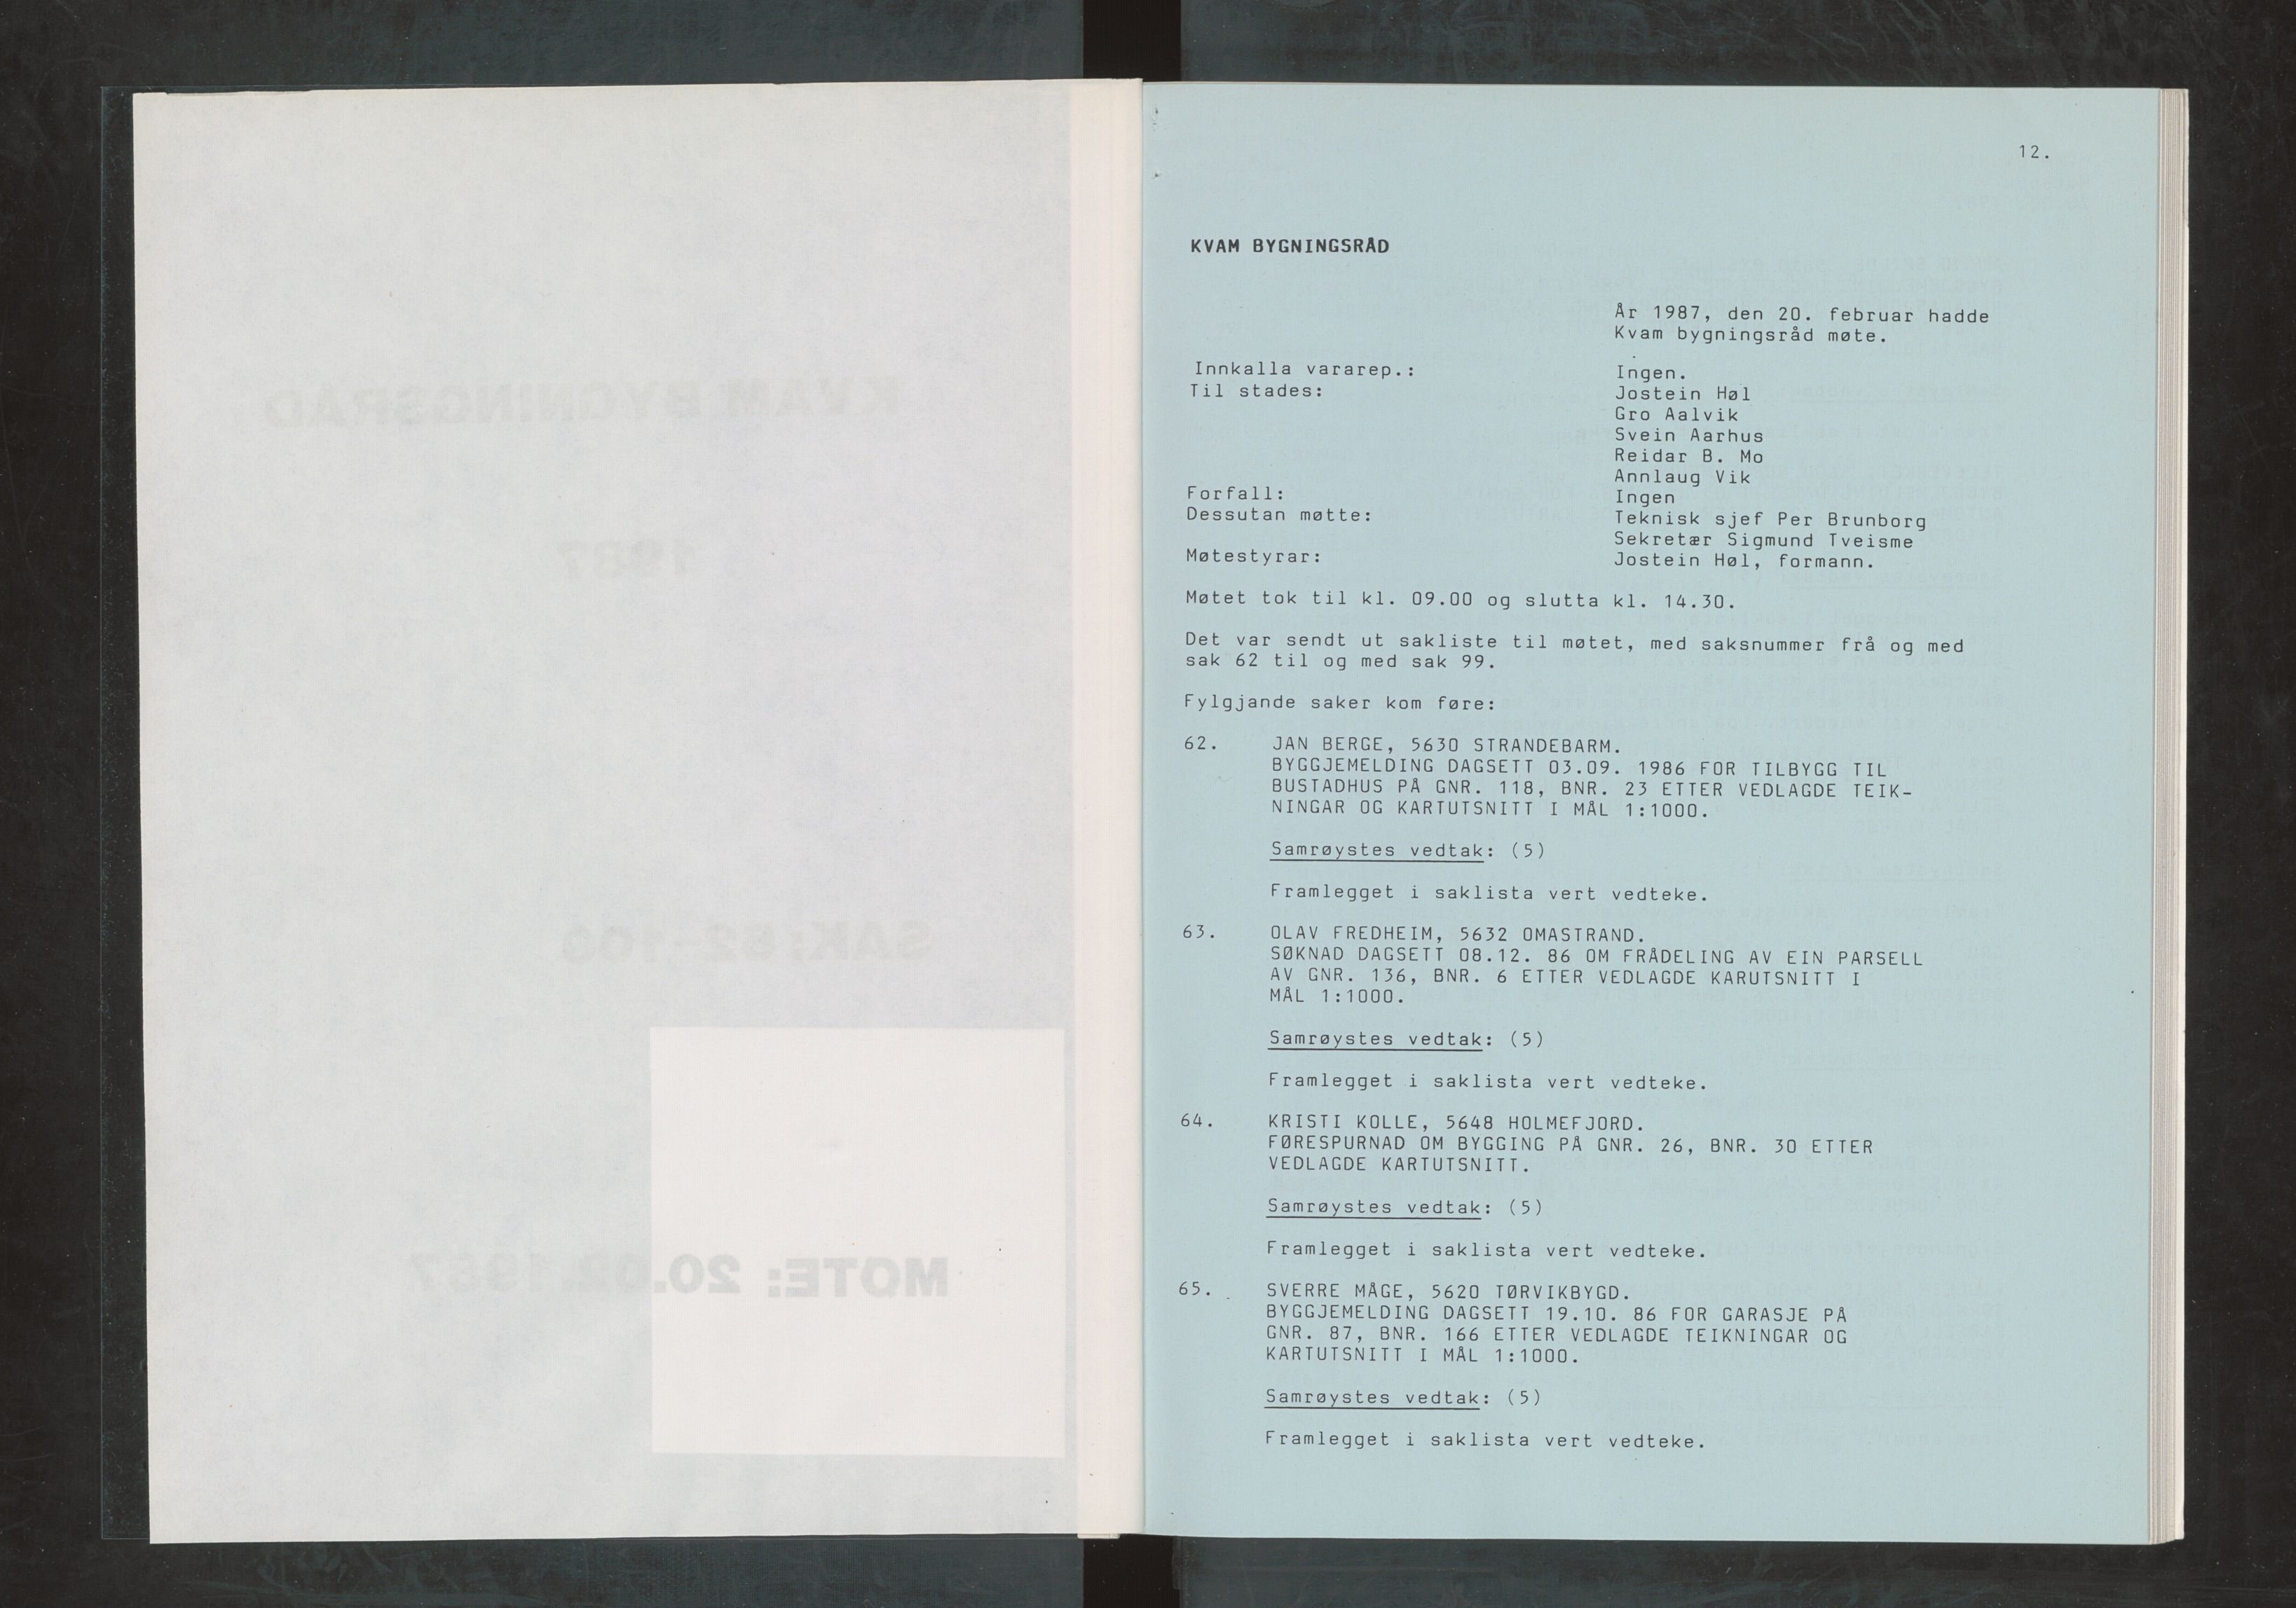 KVAM BYGNINGSRÅD
1987
SAK: 62-100
MØTE: 20.02.1987
12.
KVAM BYGNINGSRÅD
År 1987, den 20. februar hadde
Kvam bygningsråd møte.
Innkalla vararep.: Ingen.
Til stades: Jostein Høl
Gro Aalvik
Svein Aarhus
Reidar B. Mo
Annlaug Vik
Forfall: Ingen
Dessutan møtte: Teknisk sjef Per Brunborg
Sekretær Sigmund Tveisme
Møtestyrar: Jostein Høl, formann.
Møtet tok til kl. 09.00 og slutta kl. 14.30.
Det var sendt ut sakliste til møtet, med saksnummer frå og med
sak 62 til og med sak 99.
Fylgjande saker kom føre:
62. JAN BERGE, 5630 STRANDEBARM.
BYGGJEMELDING DAGSETT 03.09. 1986 FOR TILBYGG TIL
BUSTADHUS PÅ GNR. 118, BNR. 23 ETTER VEDLAGDE TEIK-
NINGAR OG KARTUTSNITT I MÅL 1:1000.
Samrøystes vedtak: (5)
Framlegget i saklista vert vedteke.
63. OLAV FREDHEIM, 5632 OMASTRAND.
SØKNAD DAGSETT 08.12. 86 OM FRÅDELING AV EIN PARSELL
AV GNR. 136, BNR. 6 ETTER VEDLAGDE KARUTSNITT I
MÅL 1:1000.
Samrøystes vedtak: (5)
Framlegget i saklista vert vedteke.
64. KRISTI KOLLE, 5648 HOLMEFJORD.
FØRESPURNAD OM BYGGING PÅ GNR. 26, BNR. 30 ETTER
VEDLAGDE KARTUTSNITT.
Samrøystes vedtak: (5)
Framlegget i saklista vert vedteke.
65. SVERRE MÅGE, 5620 TØRVIKBYGD.
BYGGJEMELDING DAGSETT 19.10. 86 FOR GARASJE PÅ
GNR. 87, BNR. 166 ETTER VEDLAGDE TEIKNINGAR OG
KARTUTSNITT I MÅL 1:1000.
Samrøystes vedtak: (5)
Framlegget i saklista vert vedteke.